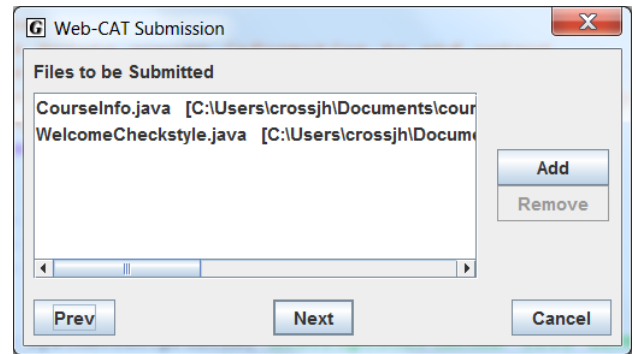 G Web-CAT Submission X
Files to be Submitted
CourseInfo.java [C:\Users\crossjh\Documents\cour
WelcomeCheckstyle.java [C:\Users\crossjh\Docume
Add
Remove
Prev Next Cancel